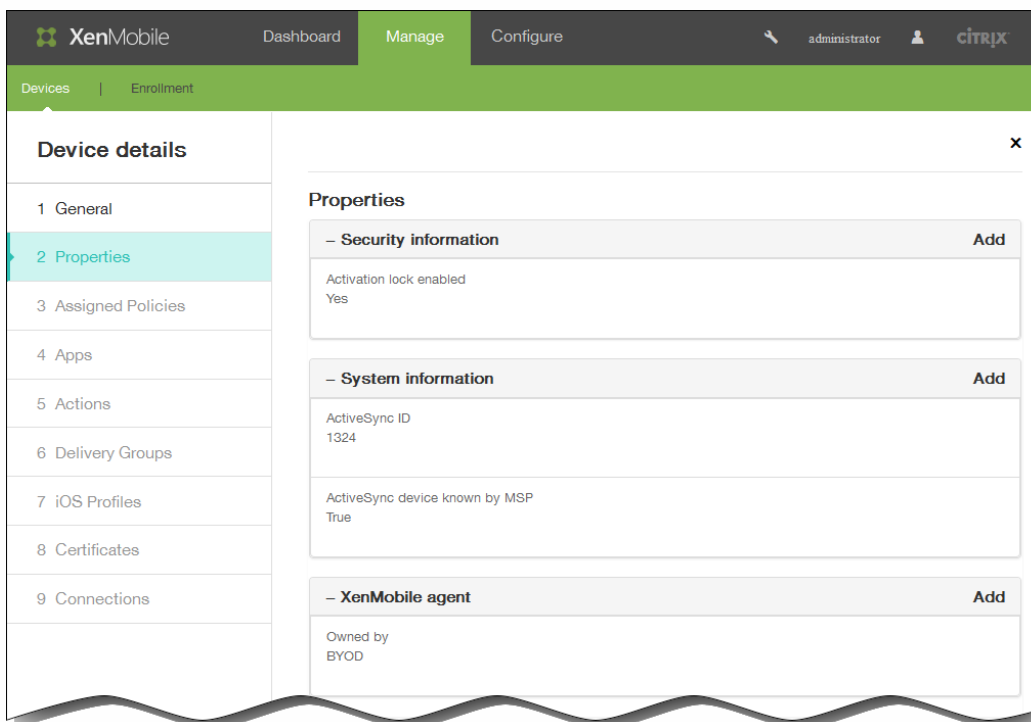 XenMobile Dashboard Manage Configure administrator CİTRIX
Devices | Enrollment
Device details
1 General
2 Properties
3 Assigned Policies
4 Apps
5 Actions
6 Delivery Groups
7 iOS Profiles
8 Certificates
9 Connections
x
Properties
– Security information Add
Activation lock enabled
Yes
– System information Add
ActiveSync ID
1324
ActiveSync device known by MSP
True
– XenMobile agent Add
Owned by
BYOD